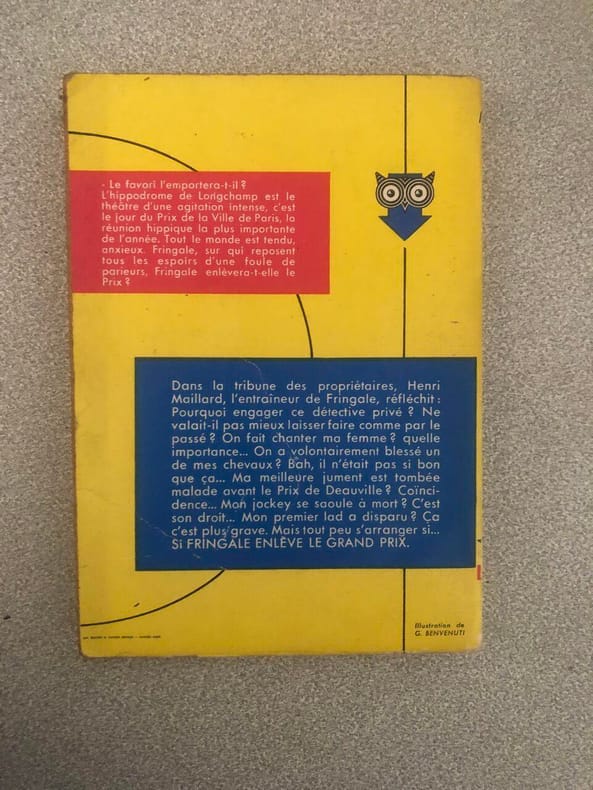 - Le favori l'emportera-t-il ?
L'hippodrome de Longchamp est le
théâtre d'une agitation intense, c'est
le jour du Prix de la Ville de Paris, la
réunion hippique la plus importante
de l'année. Tout le monde est tendu,
anxieux. Fringale, sur qui reposent
tous les espoirs d'une foule de
parieurs, Fringale enlèvera-t-elle le
Prix ?
Dans la tribune des propriétaires, Henri
Maillard, l'entraîneur de Fringale, réfléchit :
Pourquoi engager ce détective privé ? Ne
valait-il pas mieux laisser faire comme par le
passé ? On fait chanter ma femme ? quelle
importance... On a volontairement blessé un
de mes chevaux ? Bah, il n'était pas si bon
que ça... Ma meilleure jument est tombée
malade avant le Prix de Deauville ? Coïnci-
dence... Mon jockey se saoule à mort ? C'est
son droit... Mon premier lad a disparu ? Ça
c'est plus grave. Mais tout peu s'arranger si...
SI FRINGALE ENLÈVE LE GRAND PRIX.
Illustration de
G. BENVENUTI